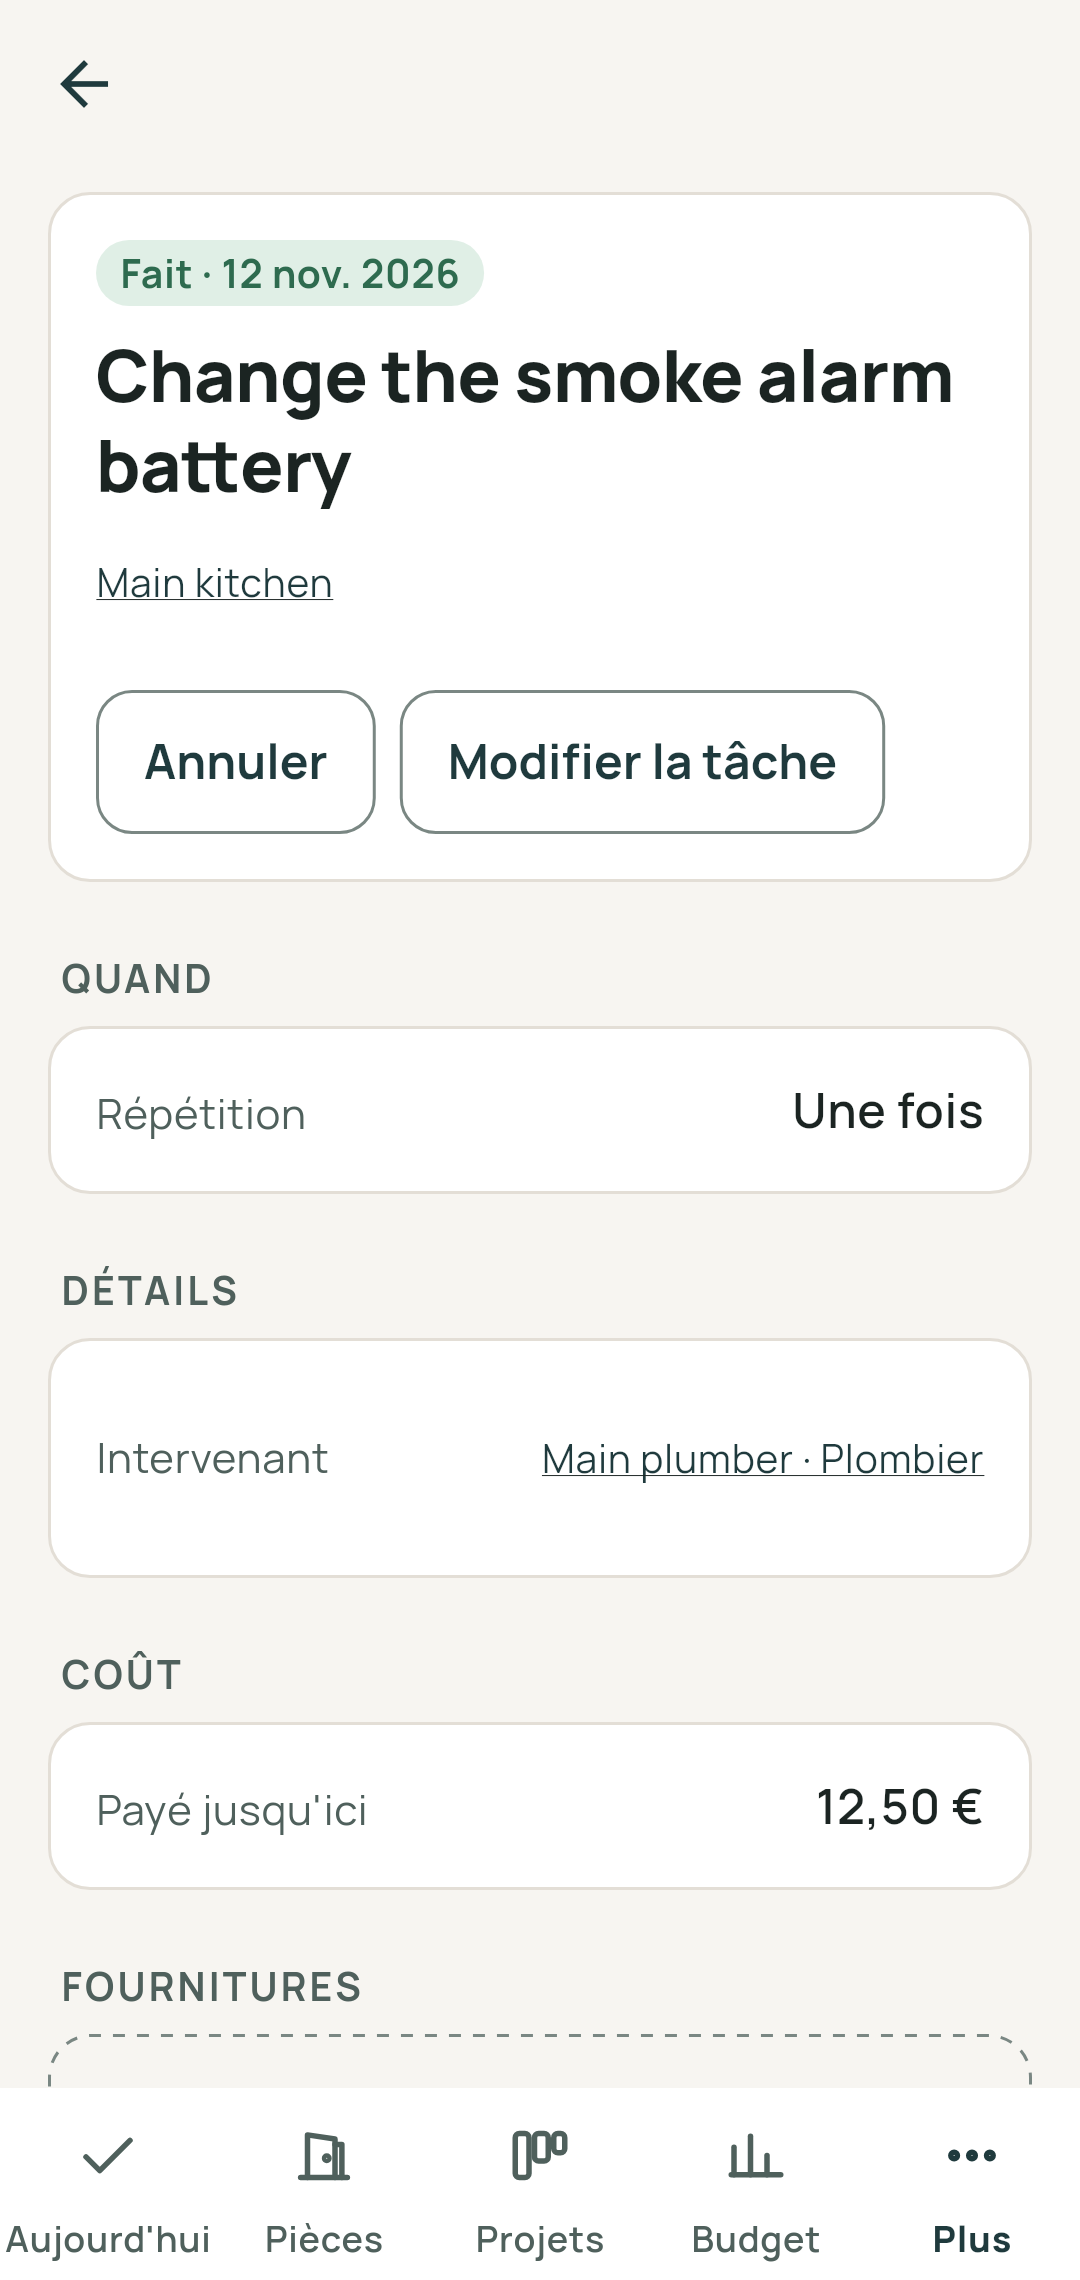 Fait · 12 nov. 2026
Change the smoke alarm
battery
Main kitchen
Annuler
Modifier la tâche
QUAND
Répétition
Une fois
DÉTAILS
Intervenant
Main plumber · Plombier
COÛT
Payé jusqu'ici
12,50 €
FOURNITURES
Aujourd'hui
Pièces
Projets
Budget
Plus